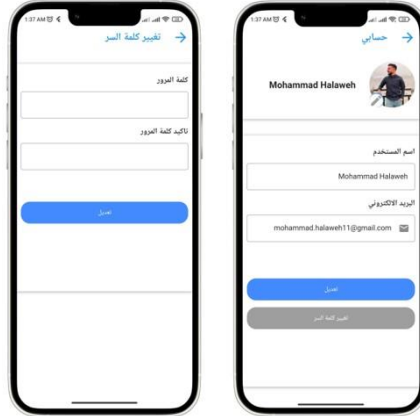 1:37 AM
تغيير كلمة السر
كلمة المرور
تاكيد كلمة المرور
تعديل
1:37 AM
حسابي
Mohammad Halaweh
اسم المستخدم
Mohammad Halaweh
البريد الالكتروني
mohammad.halaweh11@gmail.com
تعديل
تغيير كلمة السر